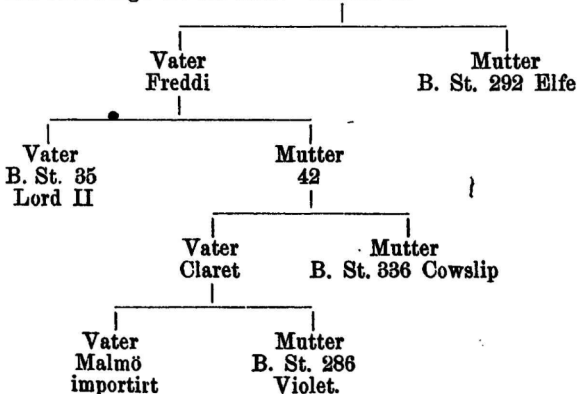 Vater Mutter
Freddi B. St. 292 Elfe
Vater Mutter
B. St. 35 42
Lord II
Vater Mutter
Claret B. St. 336 Cowslip
Vater Mutter
Malmö B. St. 286
importirt Violet.